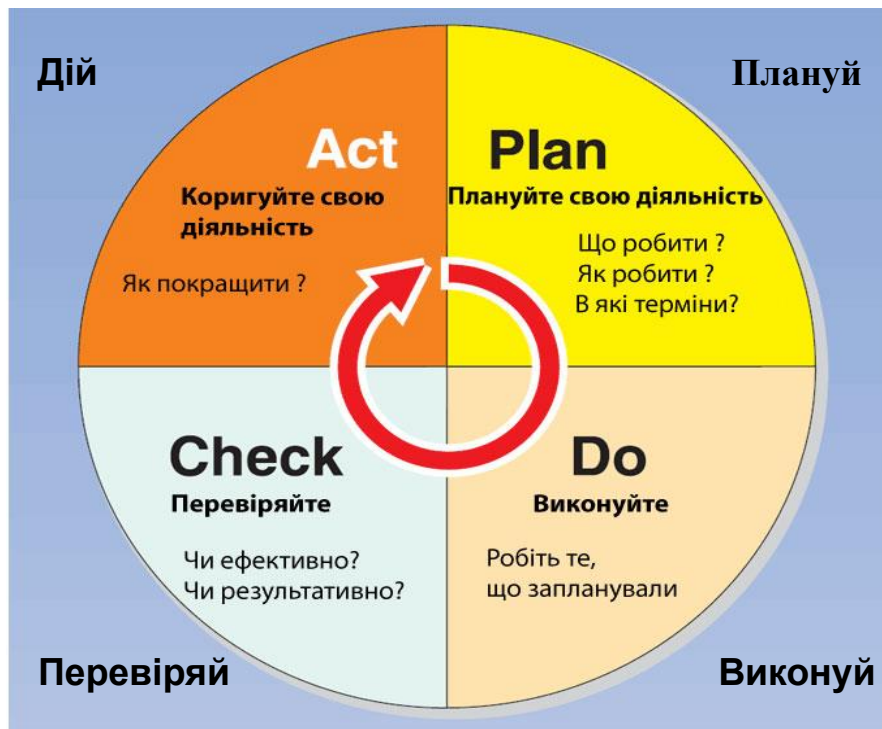 Дій
Плануй
Act
Коригуйте свою
діяльність
Як покращити ?
Plan
Плануйте свою діяльність
Що робити ?
Як робити ?
В які терміни?
Check
Перевіряйте
Чи ефективно?
Чи результативно?
Do
Виконуйте
Робіть те,
що запланували
Перевіряй
Виконуй